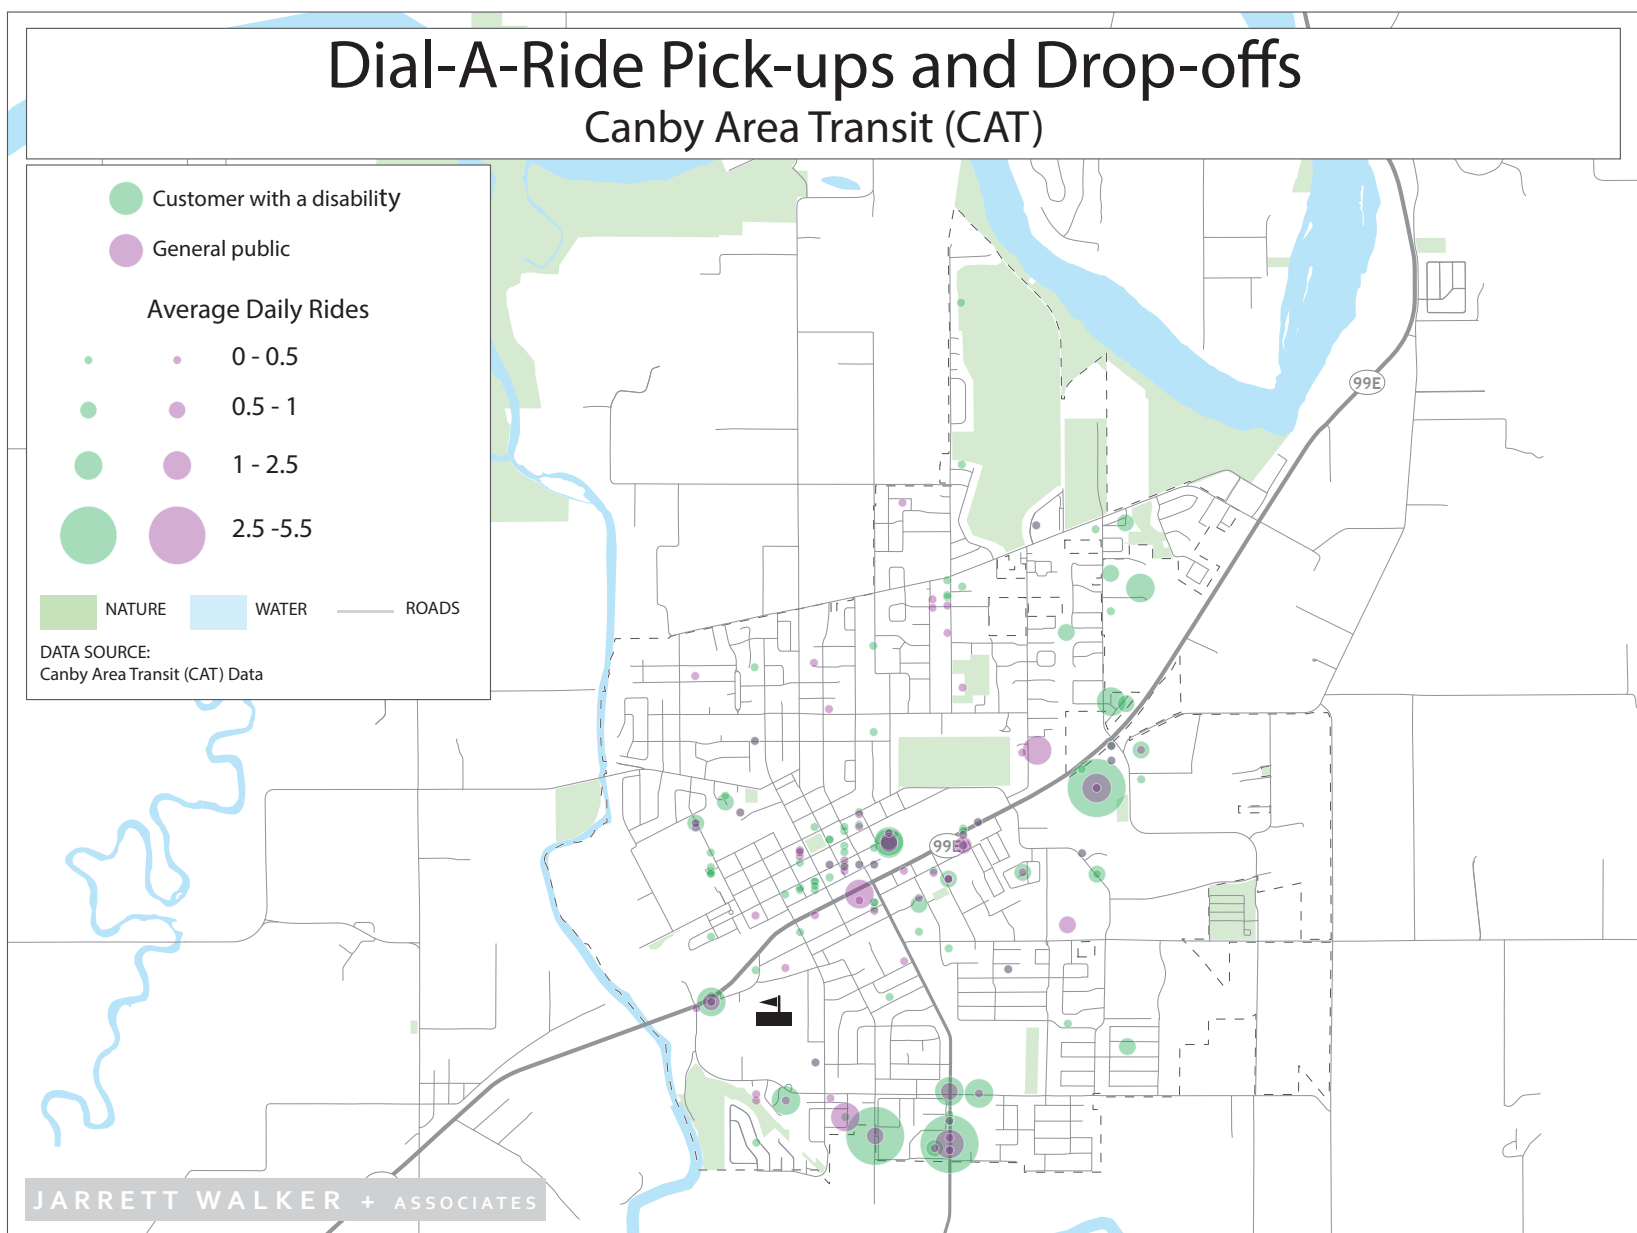 Dial-A-Ride Pick-ups and Drop-offs
Canby Area Transit (CAT)
Customer with a disability
General public
Average Daily Rides
0 - 0.5
0.5 - 1
1 - 2.5
2.5 -5.5
NATURE
WATER
ROADS
DATA SOURCE:
Canby Area Transit (CAT) Data
99E
99E
JARRETT WALKER + ASSOCIATES